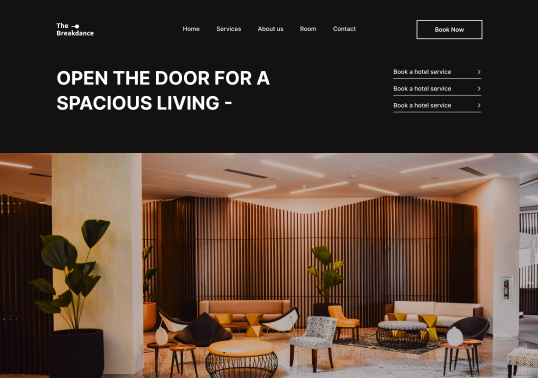 The
Breakdance
Home
Services
About us
Room
Contact
Book Now
OPEN THE DOOR FOR A
SPACIOUS LIVING -
Book a hotel service
Book a hotel service
Book a hotel service